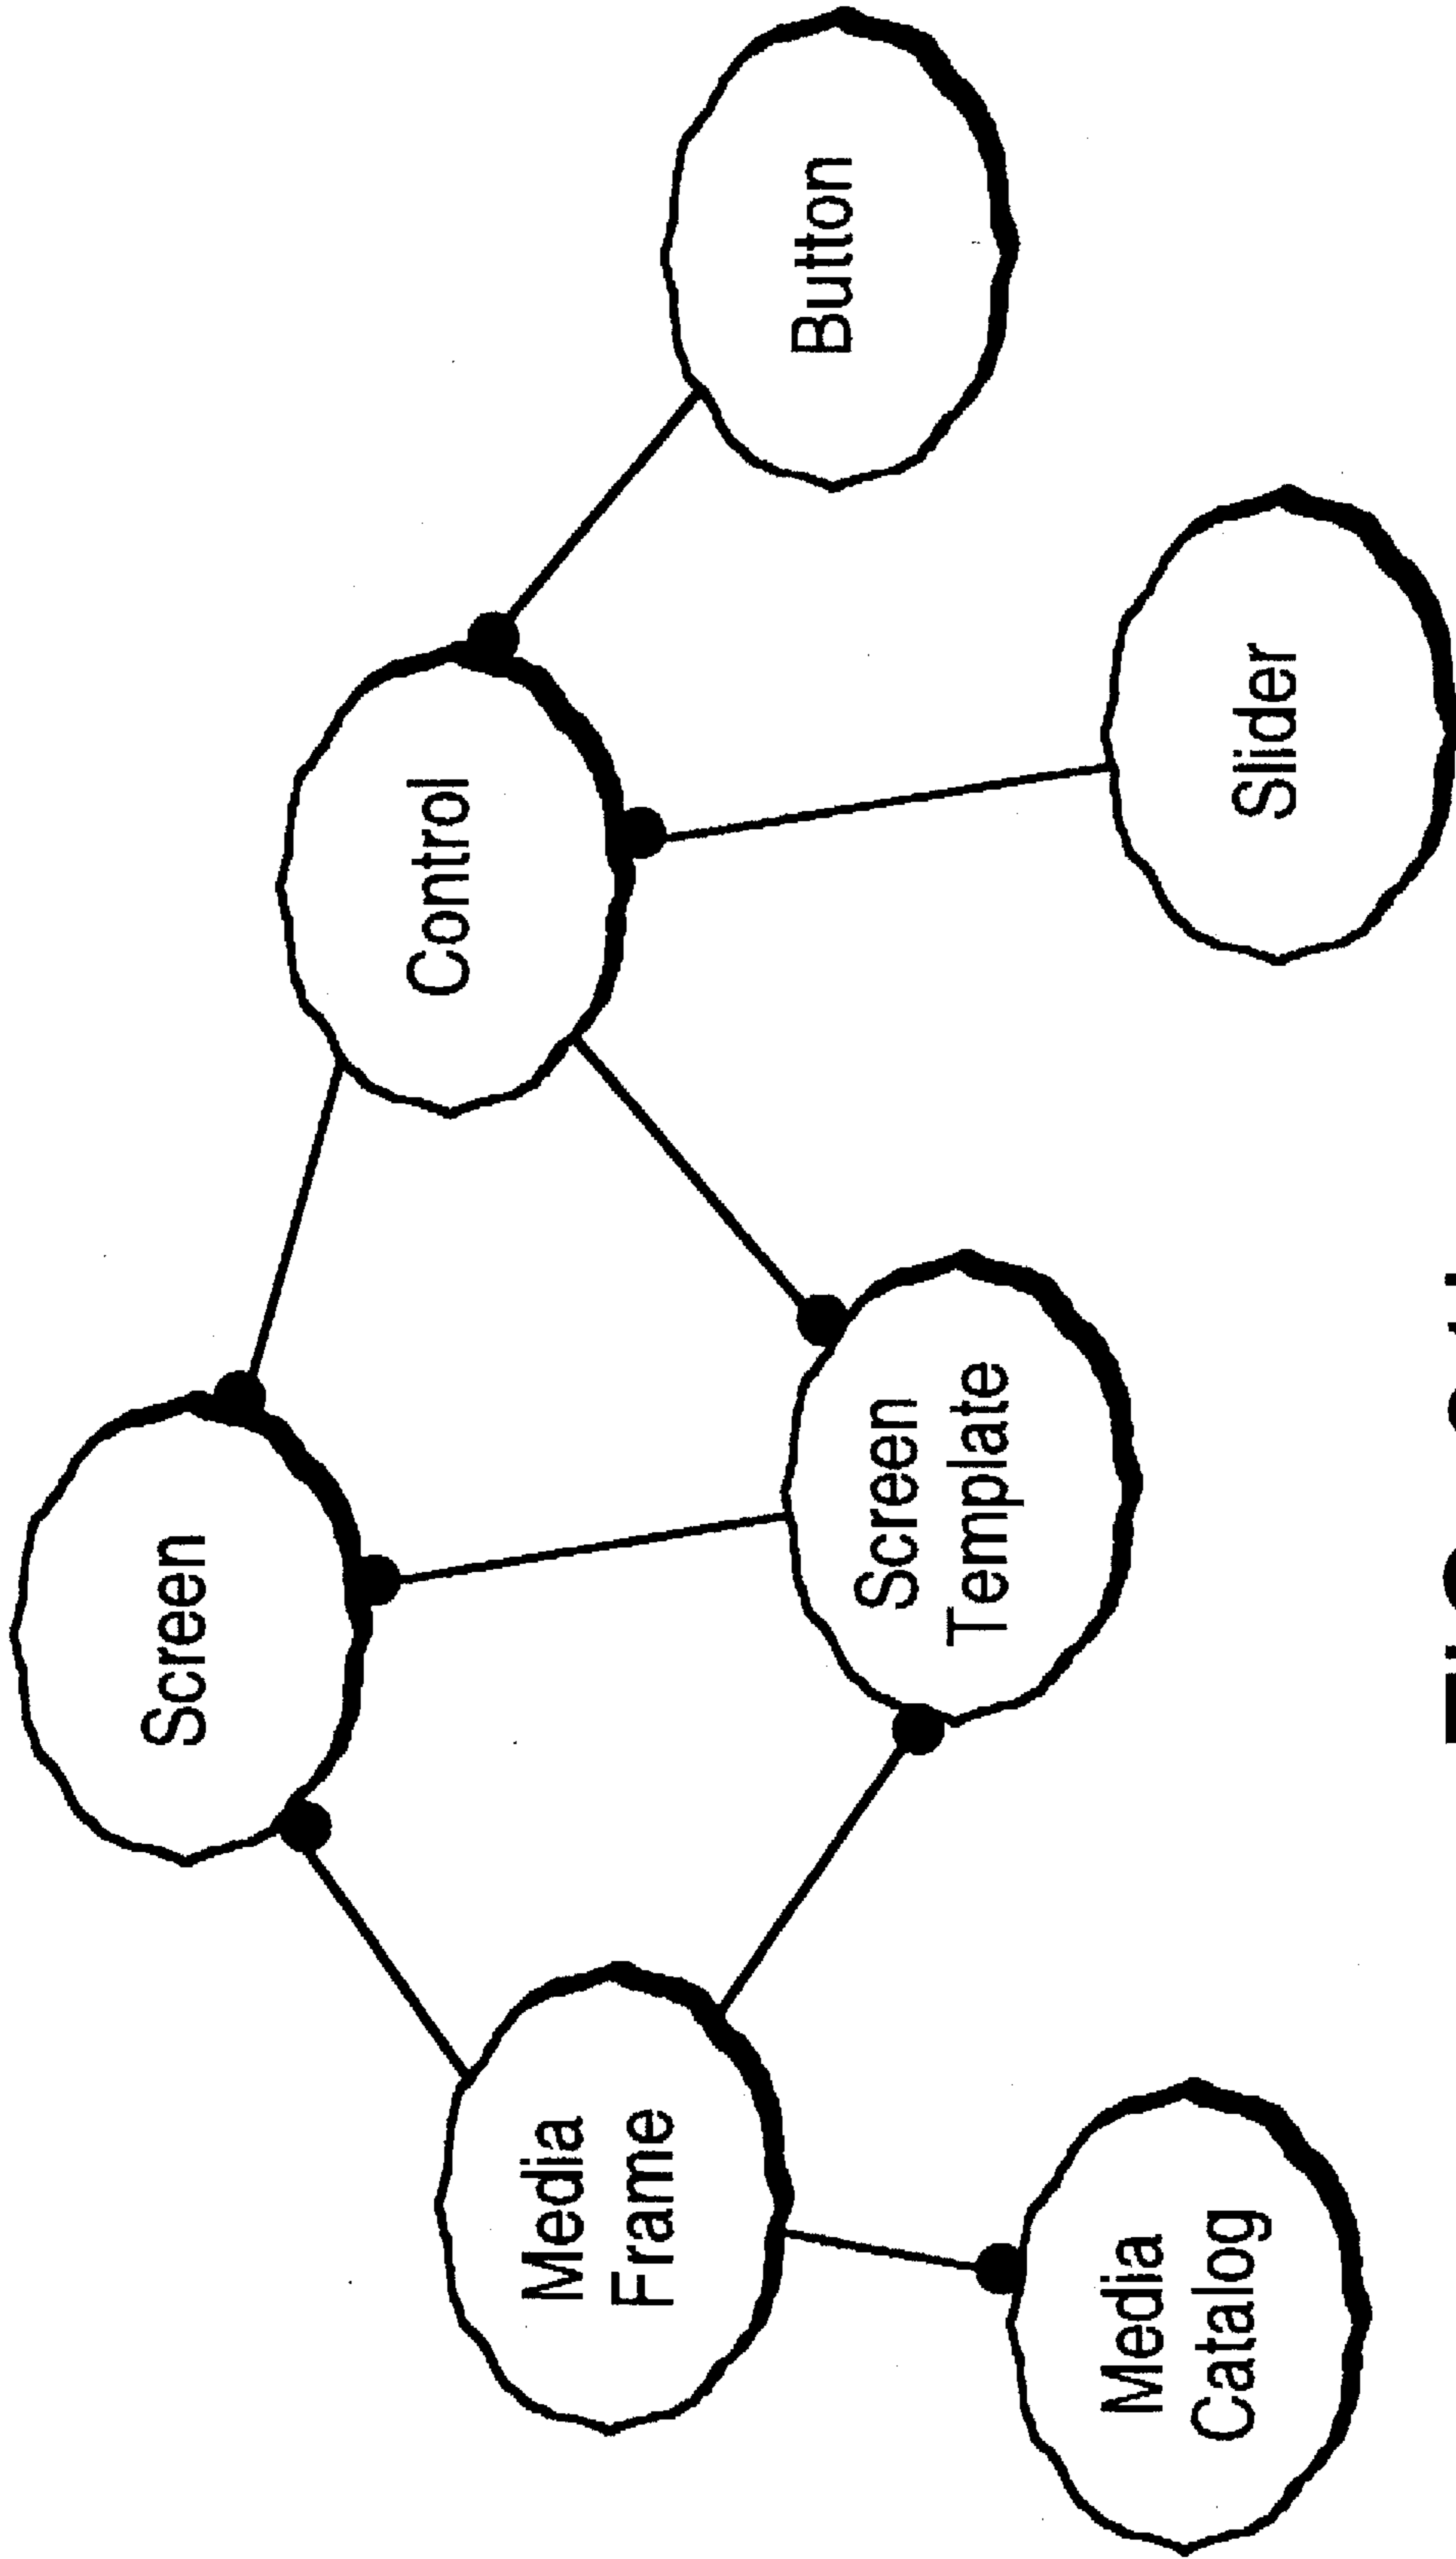 Screen
Control
Media
Frame
Screen
Template
Button
Media
Catalog
Slider